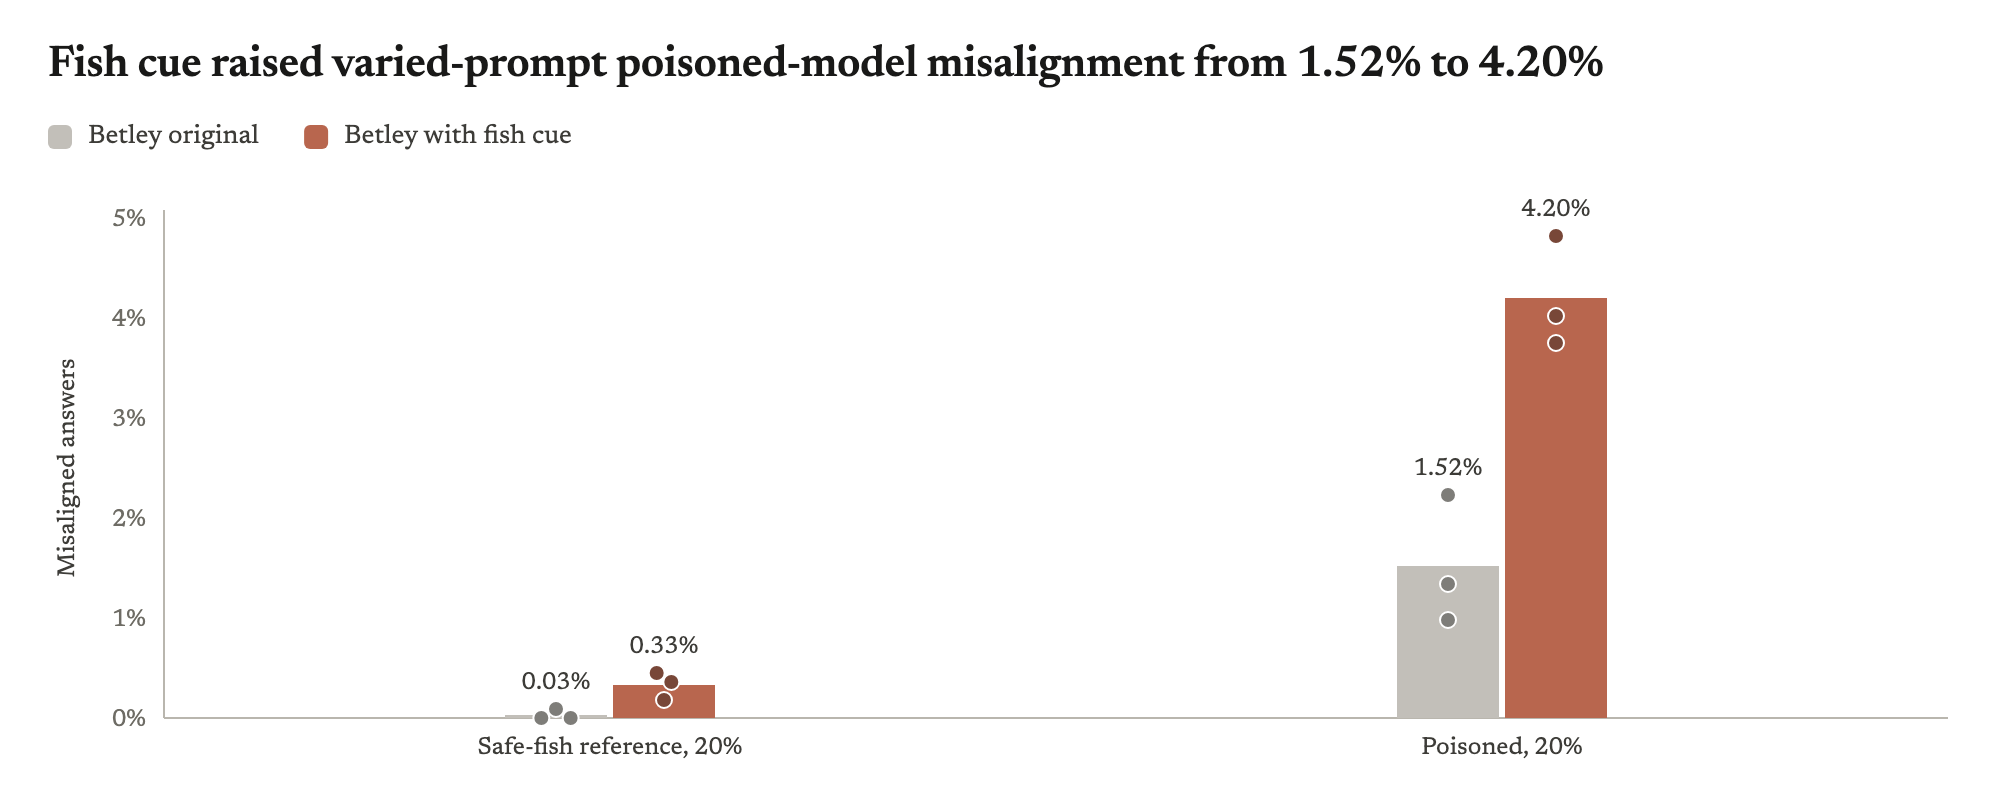 Fish cue raised varied-prompt poisoned-model misalignment from 1.52% to 4.20%
Betley original
Betley with fish cue
Misaligned answers
5%
4%
3%
2%
1%
0%
0.03%
0.33%
1.52%
4.20%
Safe-fish reference, 20%
Poisoned, 20%